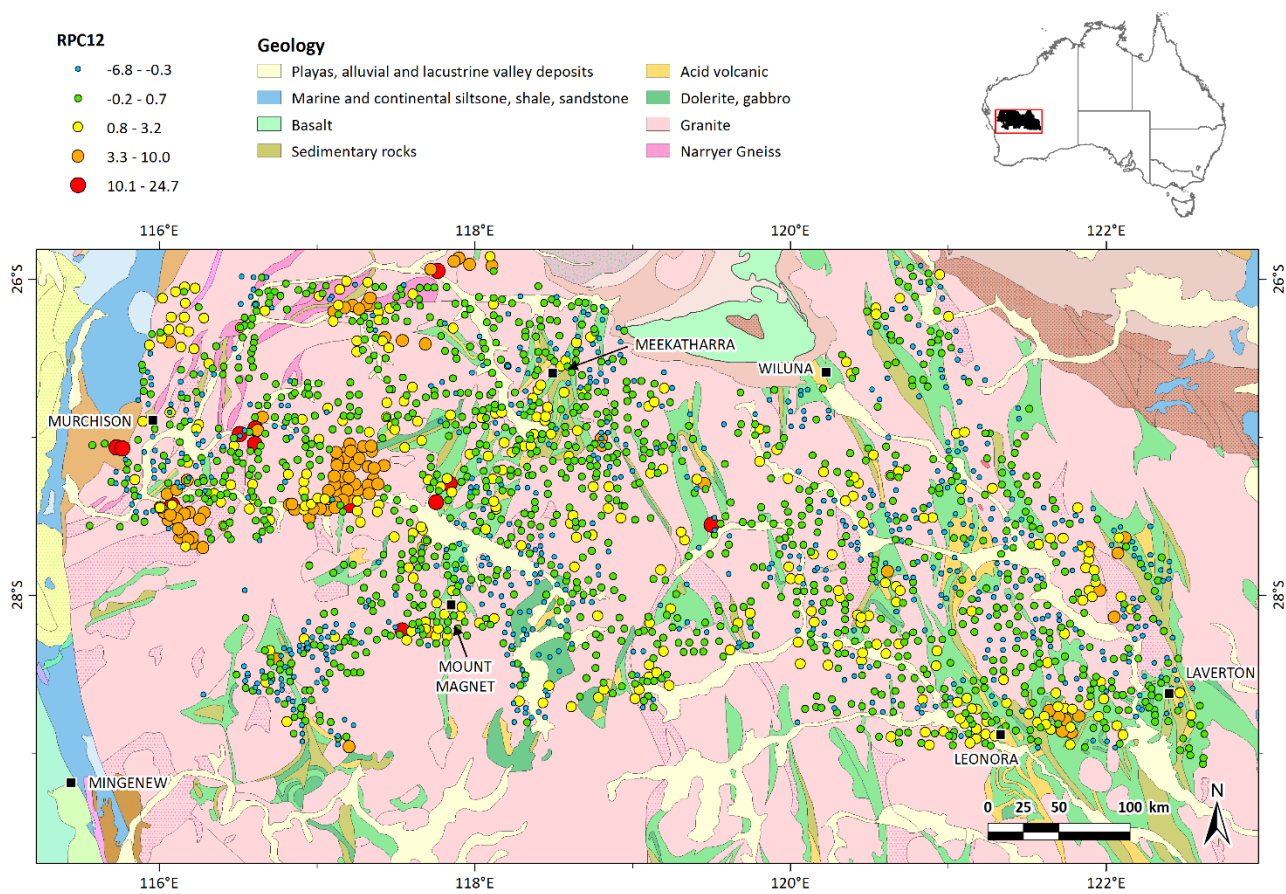 RPC12
-6.8 - -0.3
-0.2 - 0.7
0.8 - 3.2
3.3 - 10.0
10.1 - 24.7
Geology
Playas, alluvial and lacustrine valley deposits
Marine and continental siltsone, shale, sandstone
Basalt
Sedimentary rocks
Acid volcanic
Dolerite, gabbro
Granite
Narryer Gneiss
116°E 118°E 120°E 122°E
26°S 26°S
MEEKATHARRA
WILUNA
MURCHISON
28°S 28°S
MOUNT
MAGNET
LAVERTON
LEONORA
MINGENEW
N
0 25 50 100 km
116°E 118°E 120°E 122°E